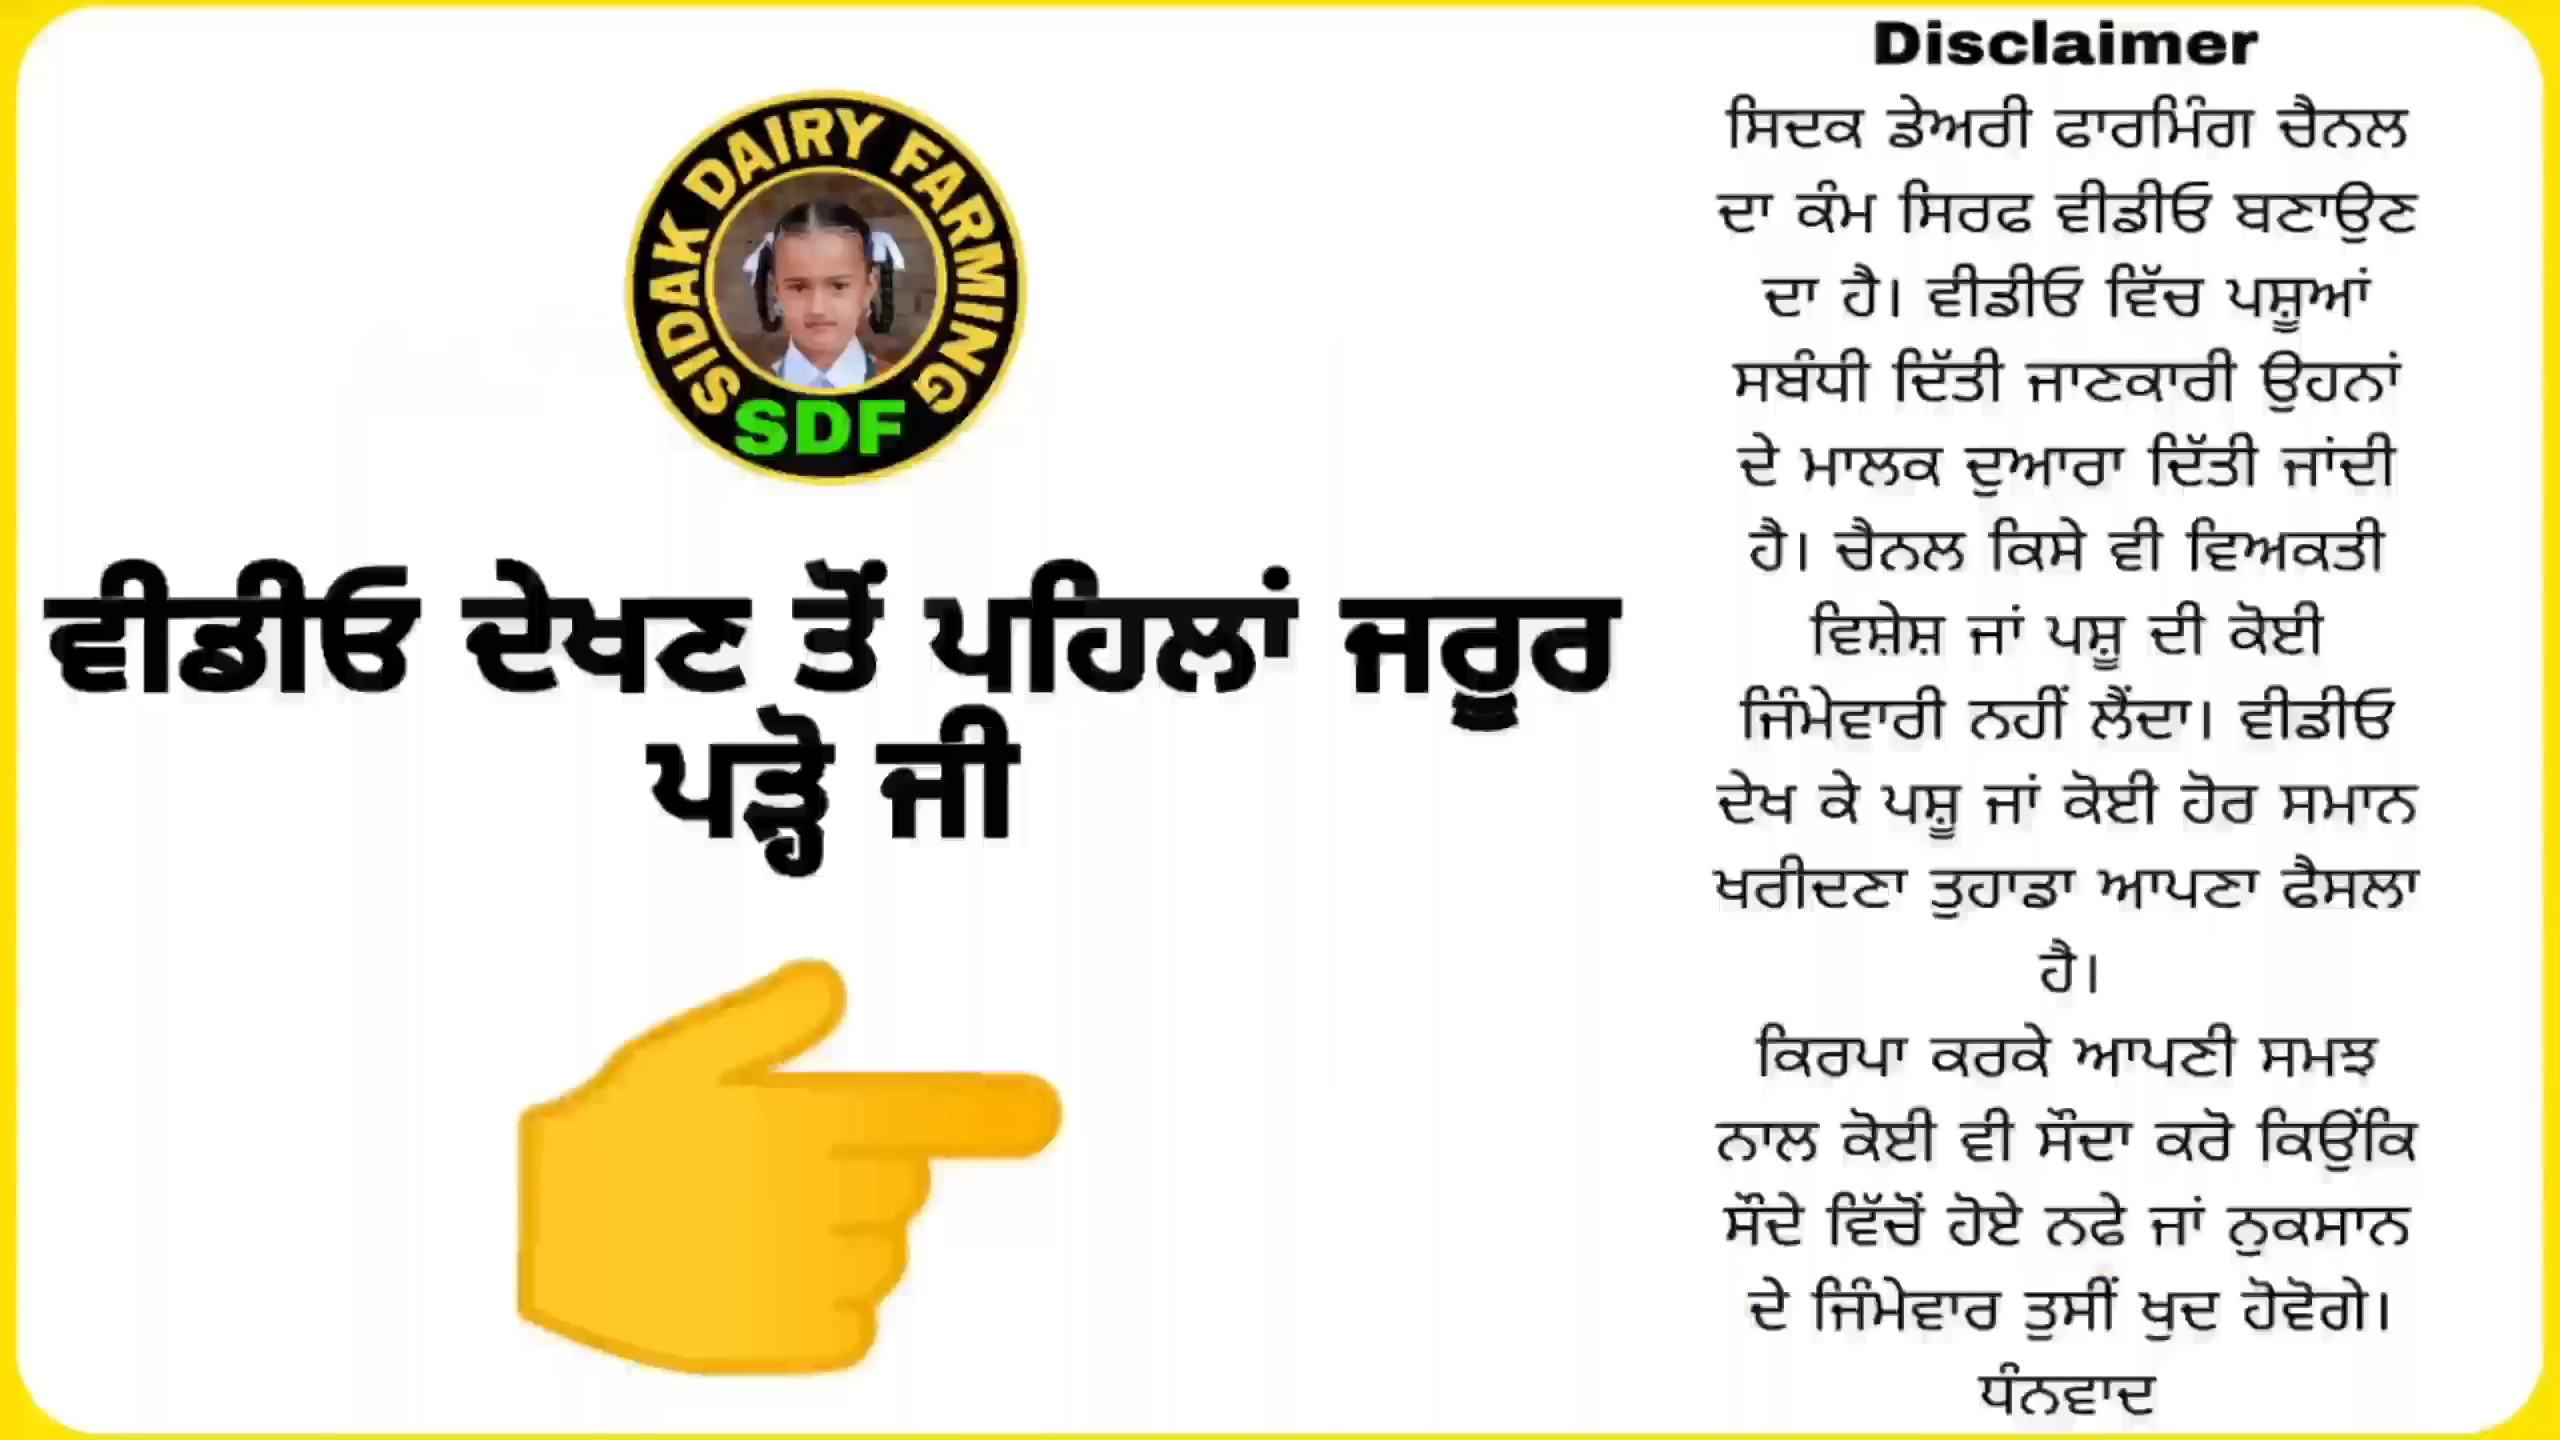 SIDAK DAIRY FARMING
SDF
ਵੀਡੀਓ ਦੇਖਣ ਤੋਂ ਪਹਿਲਾਂ ਜਰੂਰ
ਪੜ੍ਹੋ ਜੀ
Disclaimer
ਸਿਦਕ ਡੇਅਰੀ ਫਾਰਮਿੰਗ ਚੈਨਲ
ਦਾ ਕੰਮ ਸਿਰਫ ਵੀਡੀਓ ਬਣਾਉਣ
ਦਾ ਹੈ। ਵੀਡੀਓ ਵਿੱਚ ਪਸ਼ੂਆਂ
ਸਬੰਧੀ ਦਿੱਤੀ ਜਾਣਕਾਰੀ ਉਹਨਾਂ
ਦੇ ਮਾਲਕ ਦੁਆਰਾ ਦਿੱਤੀ ਜਾਂਦੀ
ਹੈ। ਚੈਨਲ ਕਿਸੇ ਵੀ ਵਿਅਕਤੀ
ਵਿਸ਼ੇਸ਼ ਜਾਂ ਪਸ਼ੂ ਦੀ ਕੋਈ
ਜਿੰਮੇਵਾਰੀ ਨਹੀਂ ਲੈਂਦਾ। ਵੀਡੀਓ
ਦੇਖ ਕੇ ਪਸ਼ੂ ਜਾਂ ਕੋਈ ਹੋਰ ਸਮਾਨ
ਖਰੀਦਣਾ ਤੁਹਾਡਾ ਆਪਣਾ ਫੈਸਲਾ
ਹੈ।
ਕਿਰਪਾ ਕਰਕੇ ਆਪਣੀ ਸਮਝ
ਨਾਲ ਕੋਈ ਵੀ ਸੌਦਾ ਕਰੋ ਕਿਉਂਕਿ
ਸੌਦੇ ਵਿੱਚੋਂ ਹੋਏ ਨਫੇ ਜਾਂ ਨੁਕਸਾਨ
ਦੇ ਜਿੰਮੇਵਾਰ ਤੁਸੀਂ ਖੁਦ ਹੋਵੋਗੇ।
ਧੰਨਵਾਦ